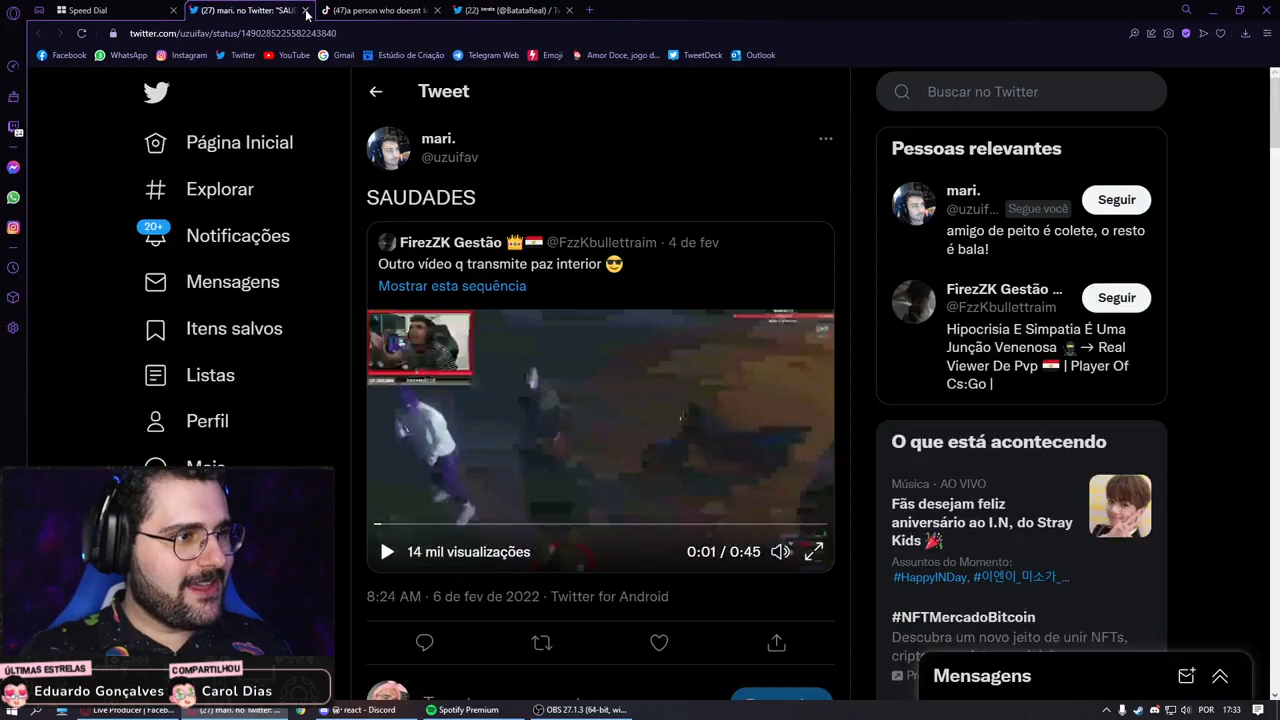 Speed Dial
(27) mari. no Twitter: "SAUD
(47)a person who doesnt k
(22) batata (@BatataReal) / Tw
twitter.com/uzuifav/status/1490285225582243840
Facebook
WhatsApp
Instagram
Twitter
YouTube
Gmail
Estúdio de Criação
Telegram Web
Emoji
Amor Doce, jogo d...
TweetDeck
Outlook
Página Inicial
Explorar
20+
Notificações
Mensagens
Itens salvos
Listas
Perfil
Mais
Tweet
mari.
@uzuifav
SAUDADES
FirezZK Gestão 👑🇪🇬 @FzzKbullettraim · 4 de fev
Outro vídeo q transmite paz interior 😎
Mostrar esta sequência
14 mil visualizações
0:01 / 0:45
8:24 AM · 6 de fev de 2022 · Twitter for Android
Buscar no Twitter
Pessoas relevantes
mari.
@uzuif... Segue você
Seguir
amigo de peito é colete, o resto
é bala!
FirezZK Gestão ...
@FzzKbullettraim
Seguir
Hipocrisia E Simpatia É Uma
Junção Venenosa 🥷 → Real
Viewer De Pvp 🇪🇬 | Player Of
Cs:Go |
O que está acontecendo
Música · AO VIVO
Fãs desejam feliz
aniversário ao I.N, do Stray
Kids 🎉
Assuntos do Momento:
#HappyINDay, #이엔이_미소가_...
#NFTMercadoBitcoin
Descubra um novo jeito de unir NFTs,
Mensagens
ÚLTIMAS ESTRELAS
Eduardo Gonçalves
COMPARTILHOU
Carol Dias
Live Producer | Faceb...
(27) mari. no Twitter:...
react - Discord
Spotify Premium
OBS 27.1.3 (64-bit, wi...
POR
17:33